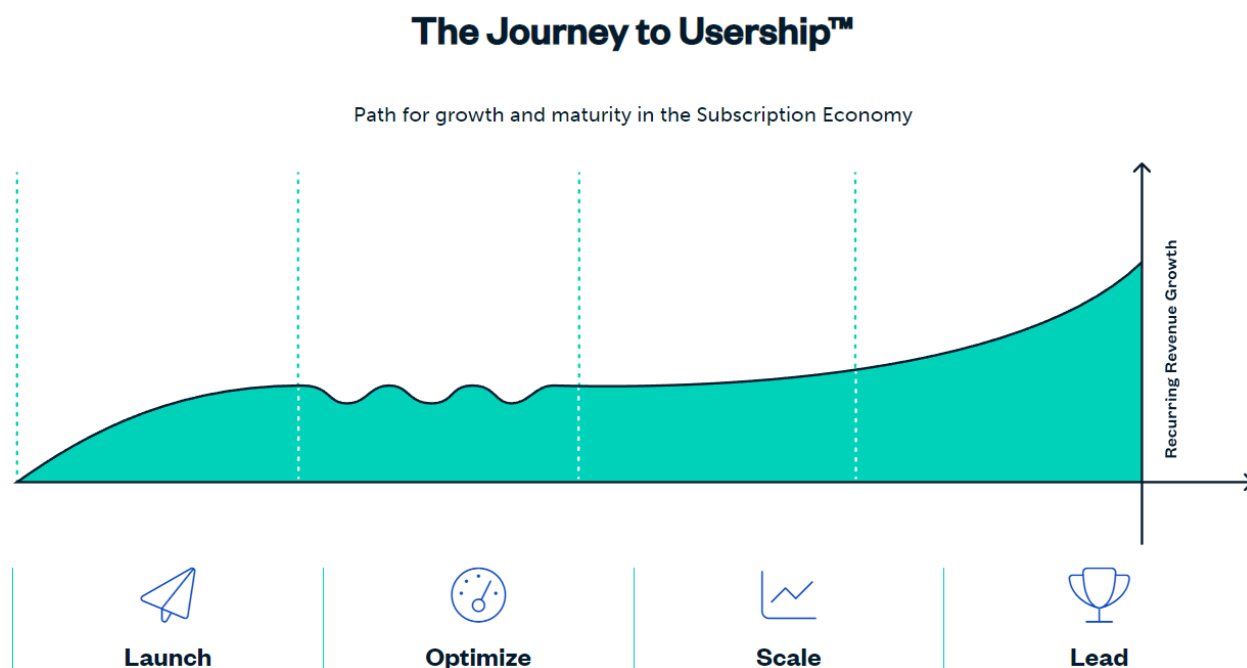 The Journey to Usership™
Path for growth and maturity in the Subscription Economy
Recurring Revenue Growth
Launch
Optimize
Scale
Lead